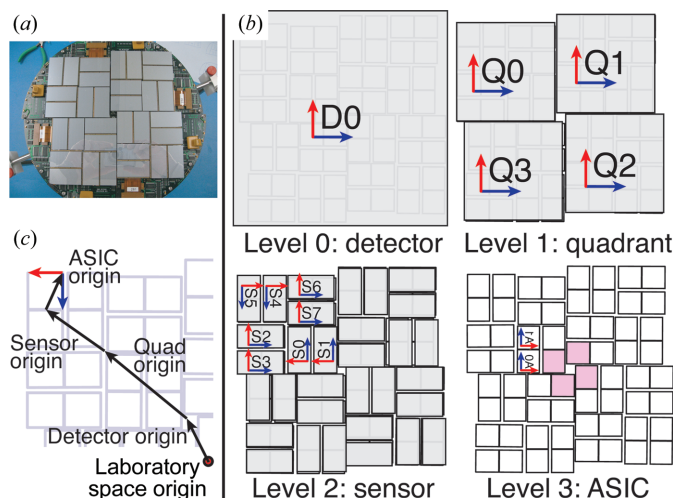 (a)
(b)
D0
Level 0: detector
Q0
Q1
Q3
Q2
Level 1: quadrant
(c)
ASIC
origin
Sensor
origin
Quad
origin
Detector origin
Laboratory
space origin
S5
S4
S6
S7
S2
S3
S0
S1
Level 2: sensor
A1
A0
Level 3: ASIC